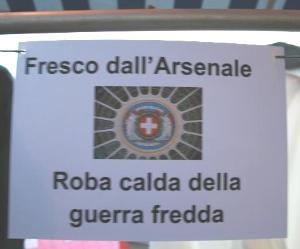 Fresco dall'Arsenale
Roba calda della
guerra fredda